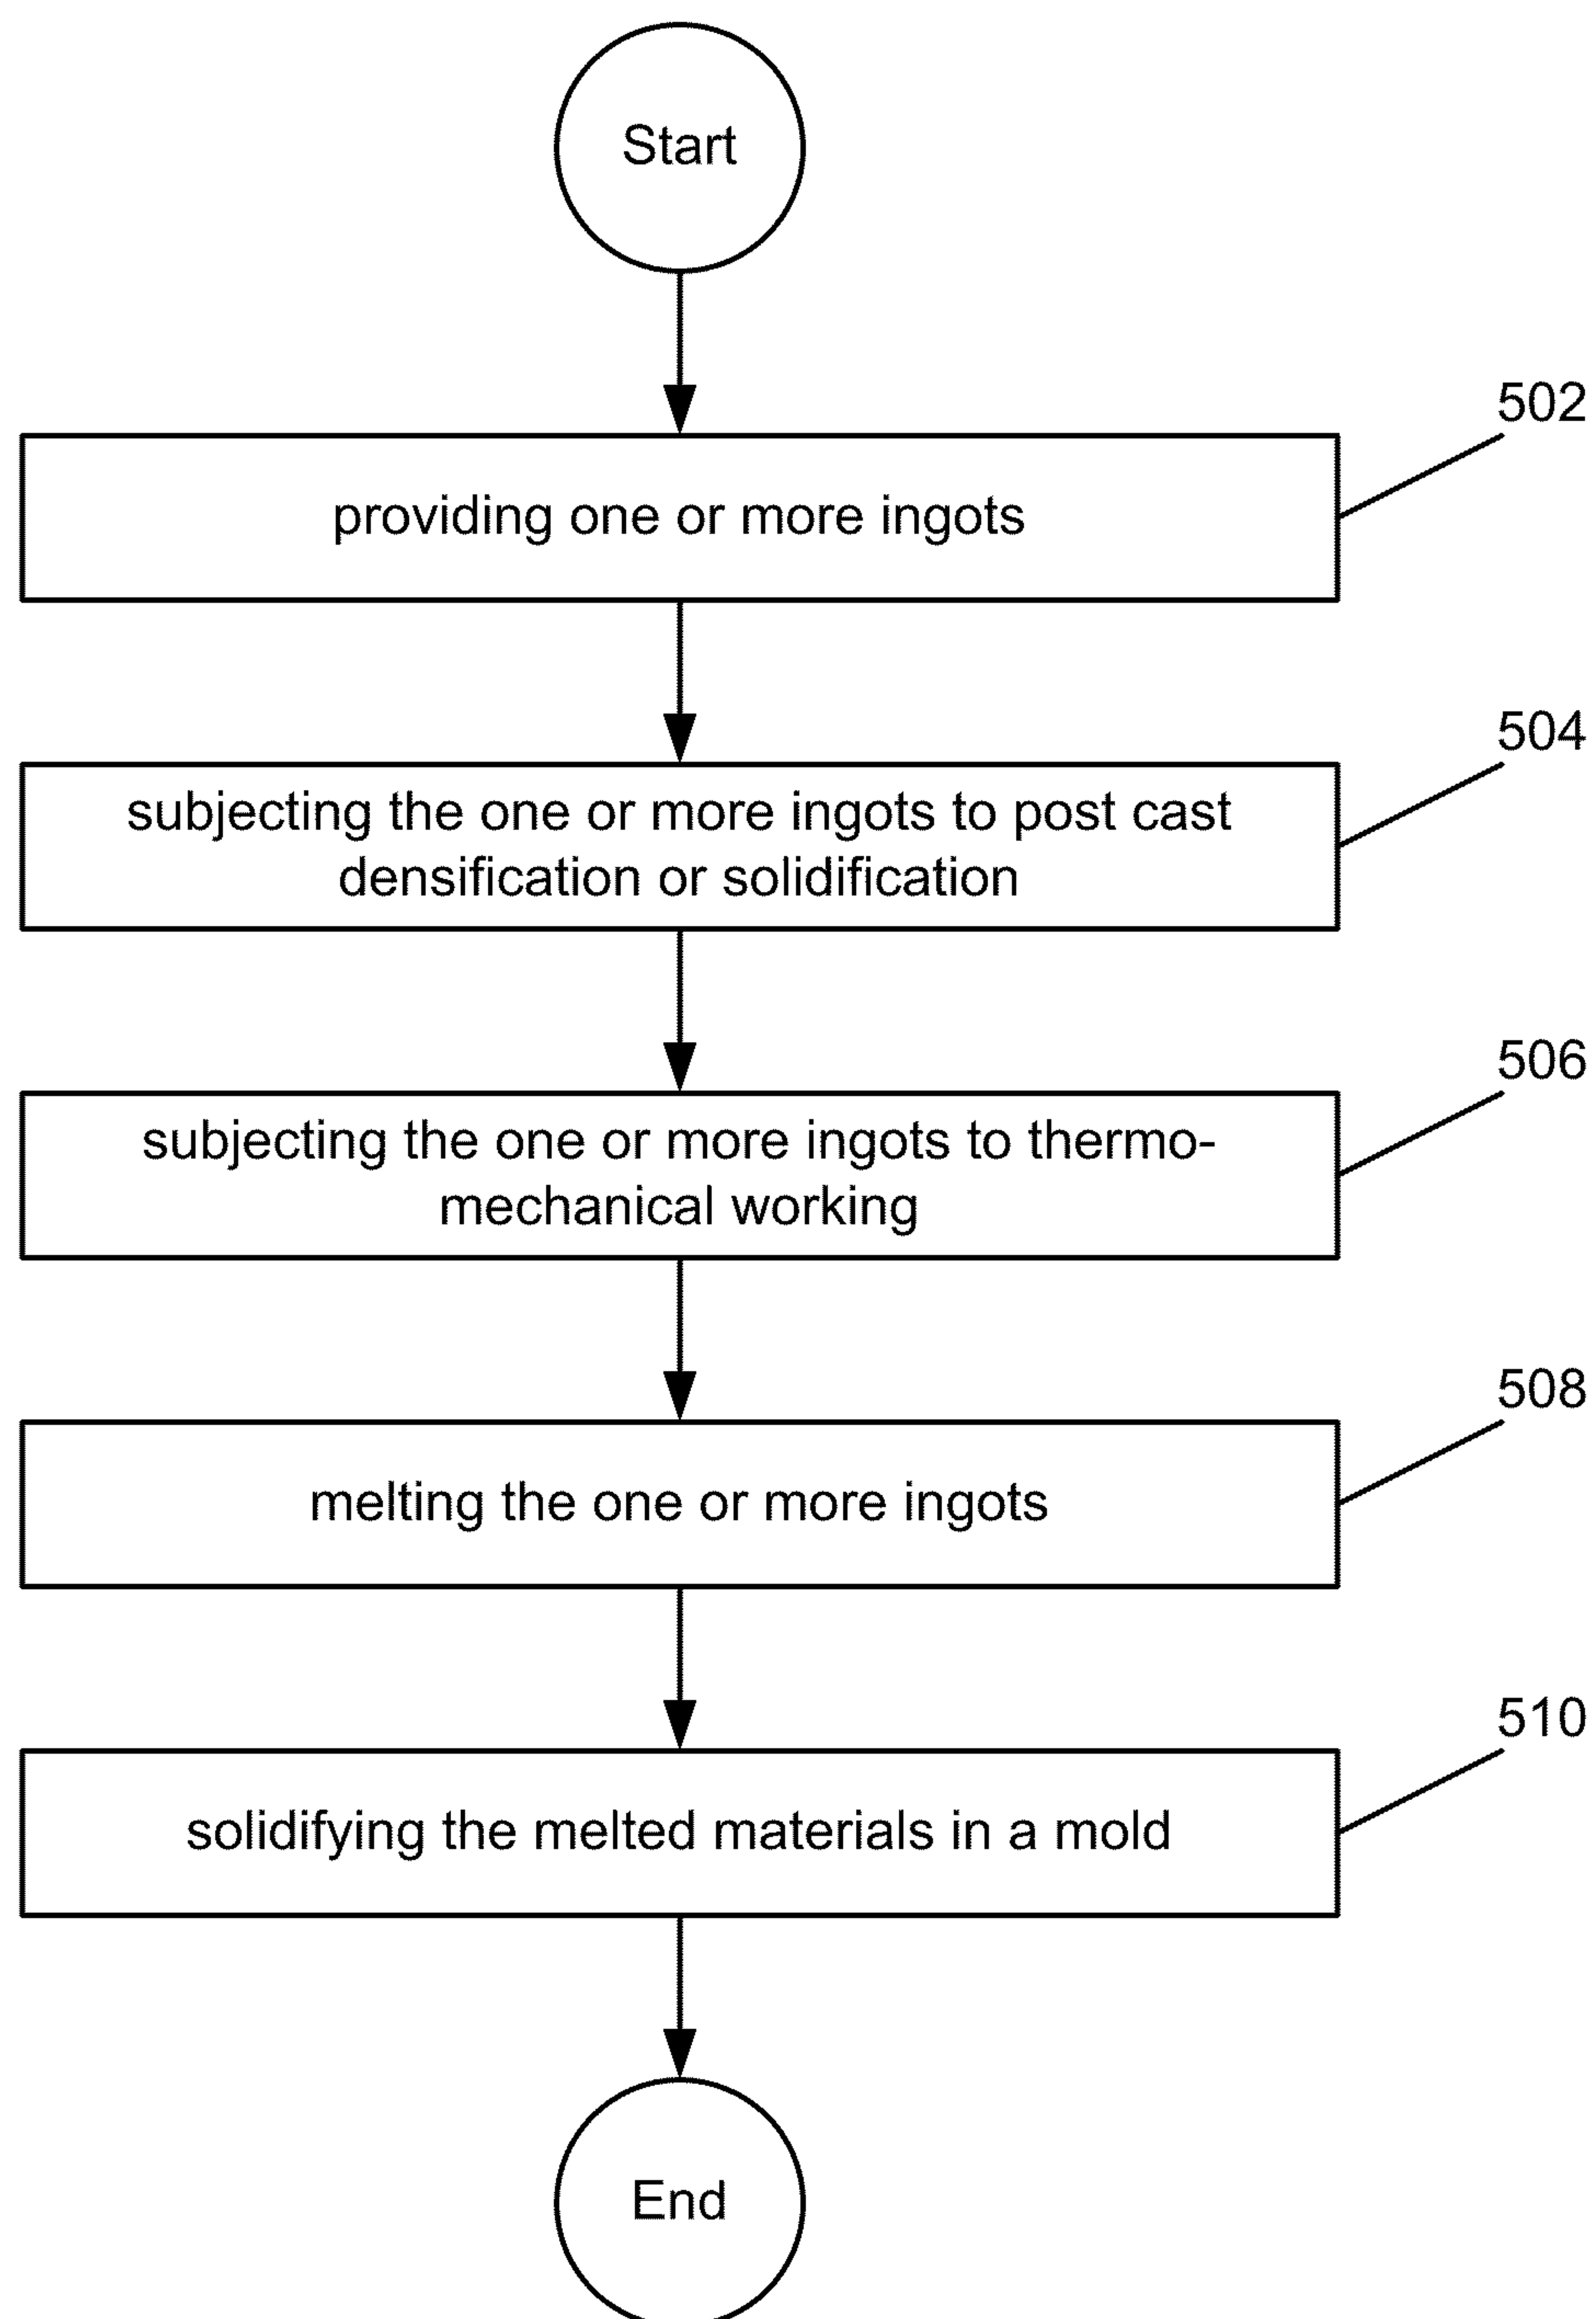 Start
502
providing one or more ingots
504
subjecting the one or more ingots to post cast
densification or solidification
506
subjecting the one or more ingots to thermo-
mechanical working
508
melting the one or more ingots
510
solidifying the melted materials in a mold
End